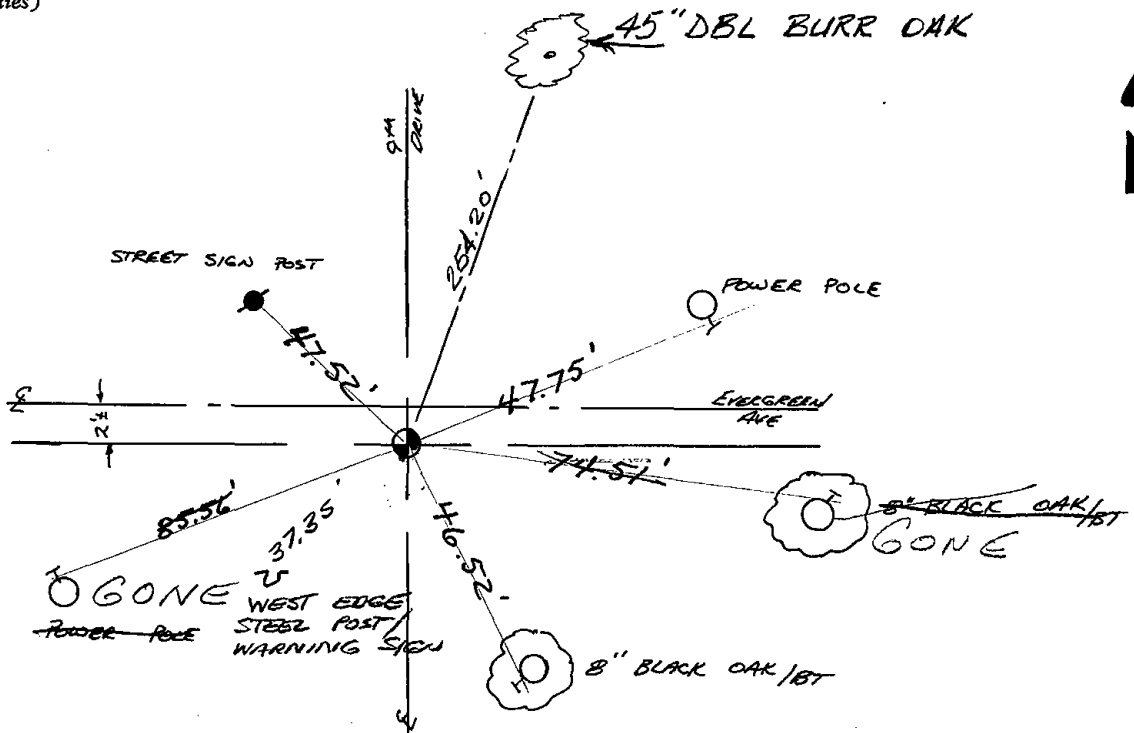 ties)
45" DBL BURR OAK
9TH
DRIVE
254.20'
STREET SIGN POST
POWER POLE
47.52'
47.75'
℄
2'±
EVERGREEN
AVE
74.51'
85.56'
37.35'
46.52'
8" BLACK OAK/BT
GONE
GONE
POWER POLE
WEST EDGE
STEEL POST/
WARNING SIGN
8" BLACK OAK/BT
℄